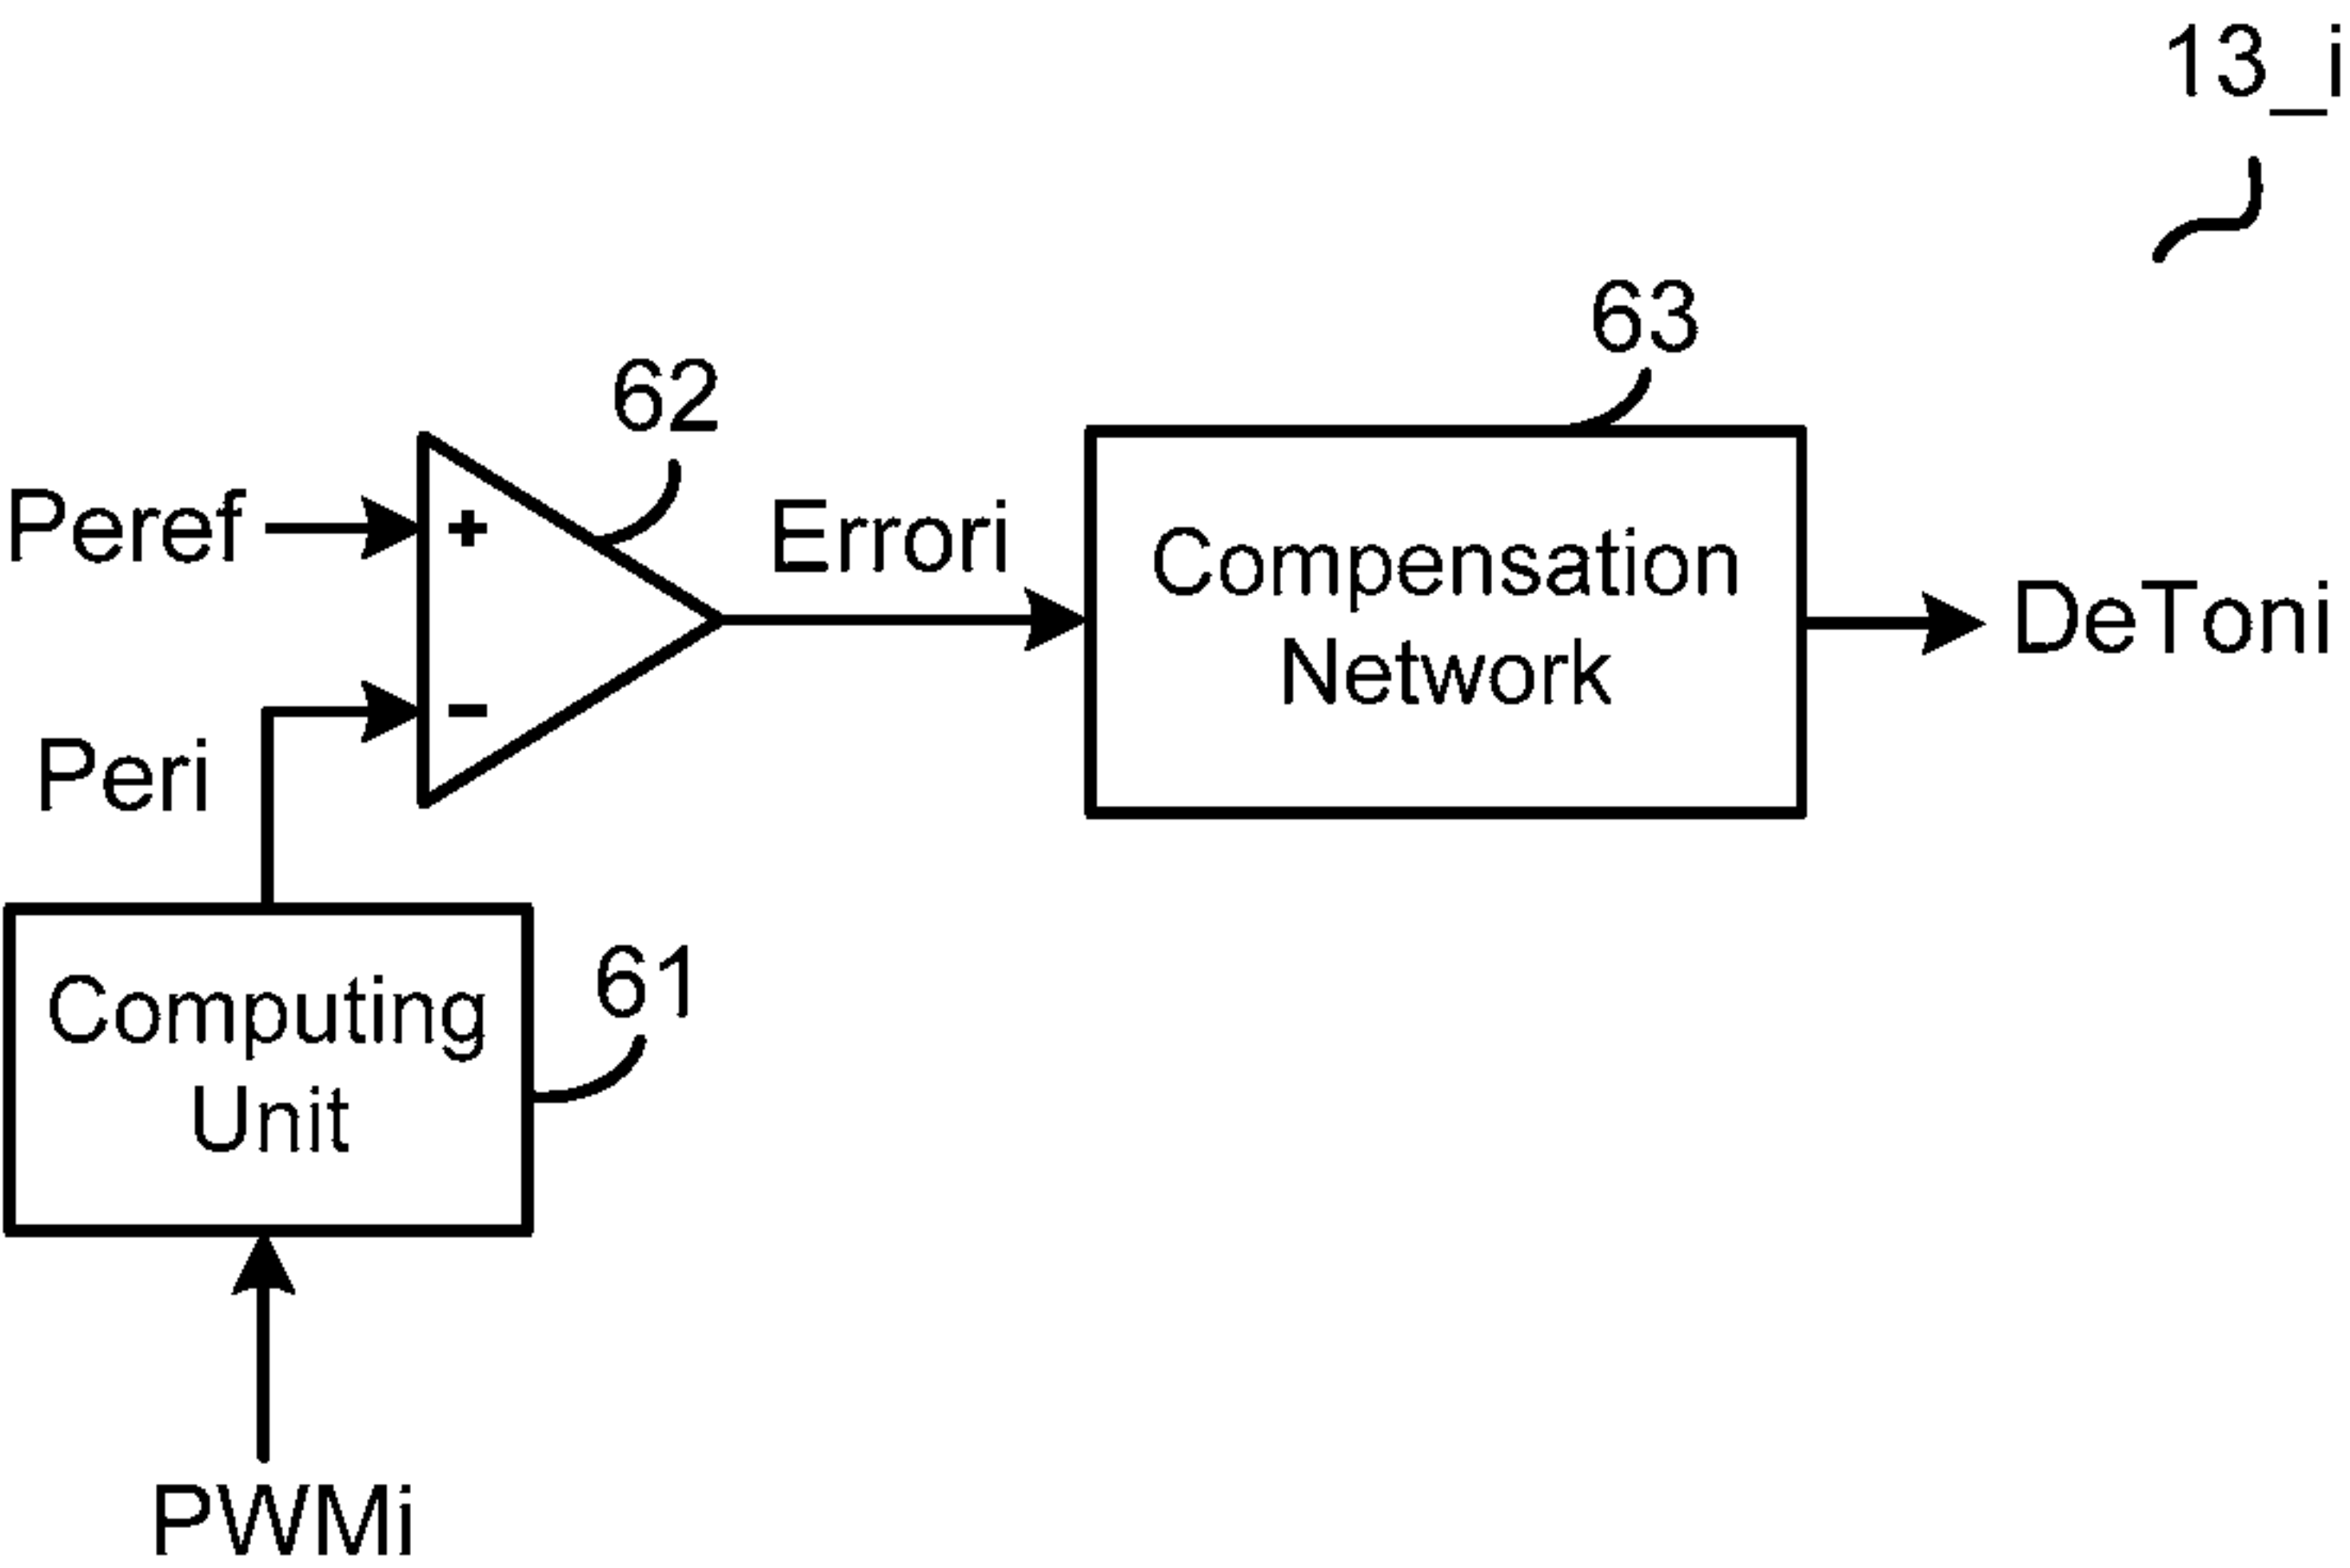 13_i
63
62
Peref
+
Errori
Compensation
Network
DeToni
-
Peri
61
Computing
Unit
PWMi